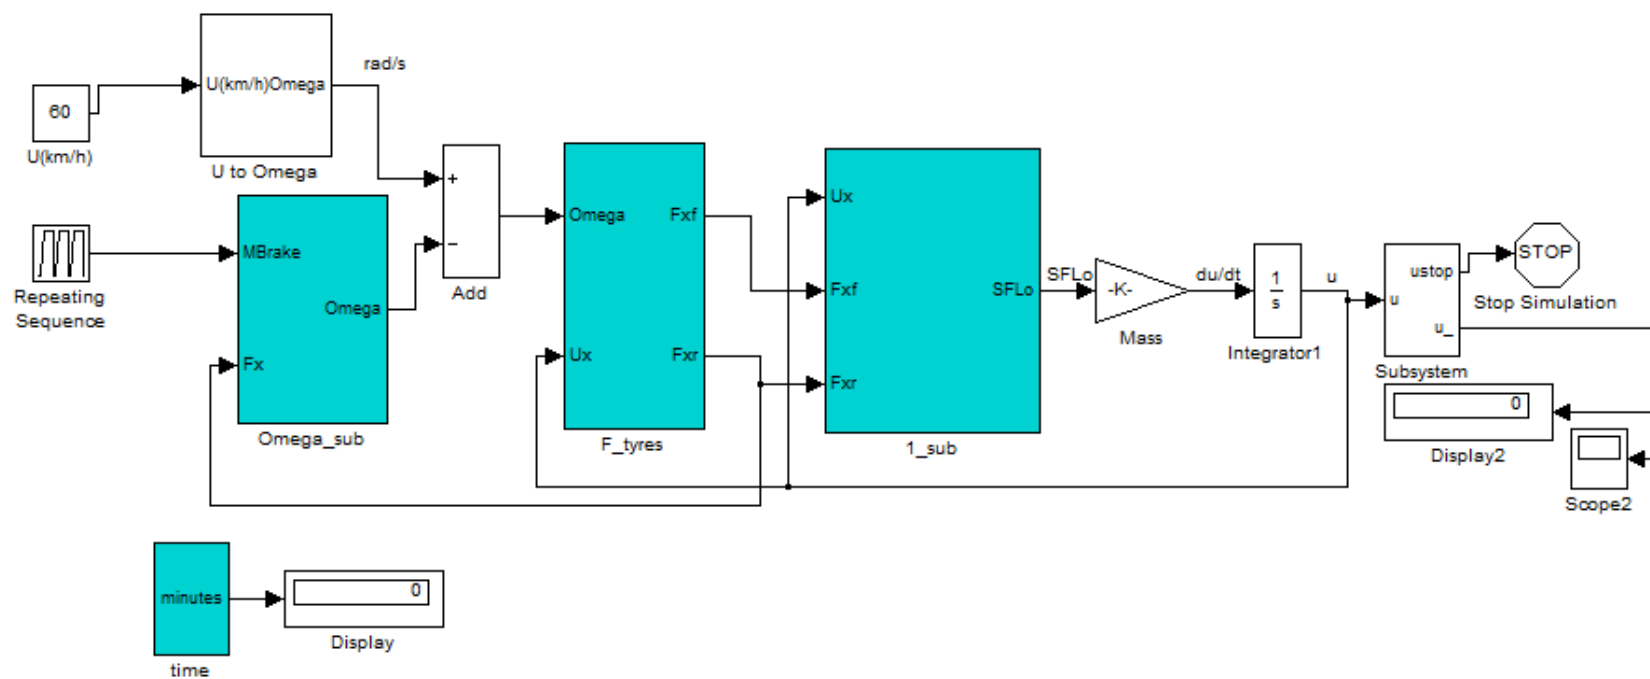 60
U(km/h)
U(km/h)Omega
U to Omega
rad/s
Repeating
Sequence
MBrake
Omega
Fx
Omega_sub
+
−
Add
Omega
Fxf
Ux
Fxr
F_tyres
Ux
Fxf
SFLo
Fxr
1_sub
SFLo
-K-
Mass
du/dt
1
s
Integrator1
u
ustop
u
u_
Subsystem
STOP
Stop Simulation
0
Display2
Scope2
minutes
time
0
Display